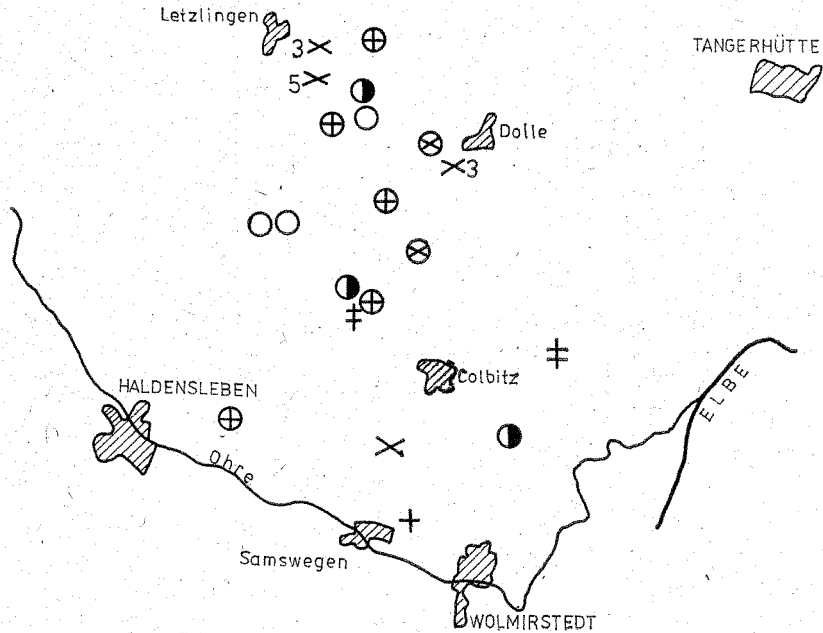 Letzlingen
3
TANGERHÜTTE
5
Dolle
3
HALDENSLEBEN
Colbitz
ELBE
Ohre
Samswegen
WOLMIRSTEDT